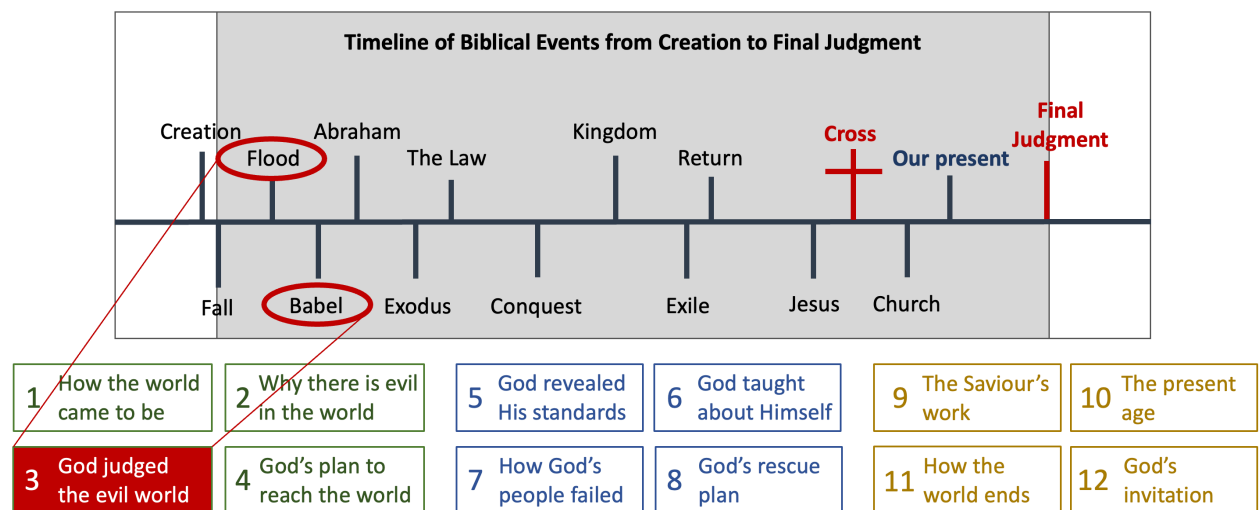 Timeline of Biblical Events from Creation to Final Judgment
Creation
Flood
Abraham
The Law
Kingdom
Return
Cross
Our present
Final
Judgment
Fall
Babel
Exodus
Conquest
Exile
Jesus
Church
1 How the world
came to be
2 Why there is evil
in the world
3 God judged
the evil world
4 God’s plan to
reach the world
5 God revealed
His standards
6 God taught
about Himself
7 How God’s
people failed
8 God’s rescue
plan
9 The Saviour’s
work
10 The present
age
11 How the
world ends
12 God’s
invitation